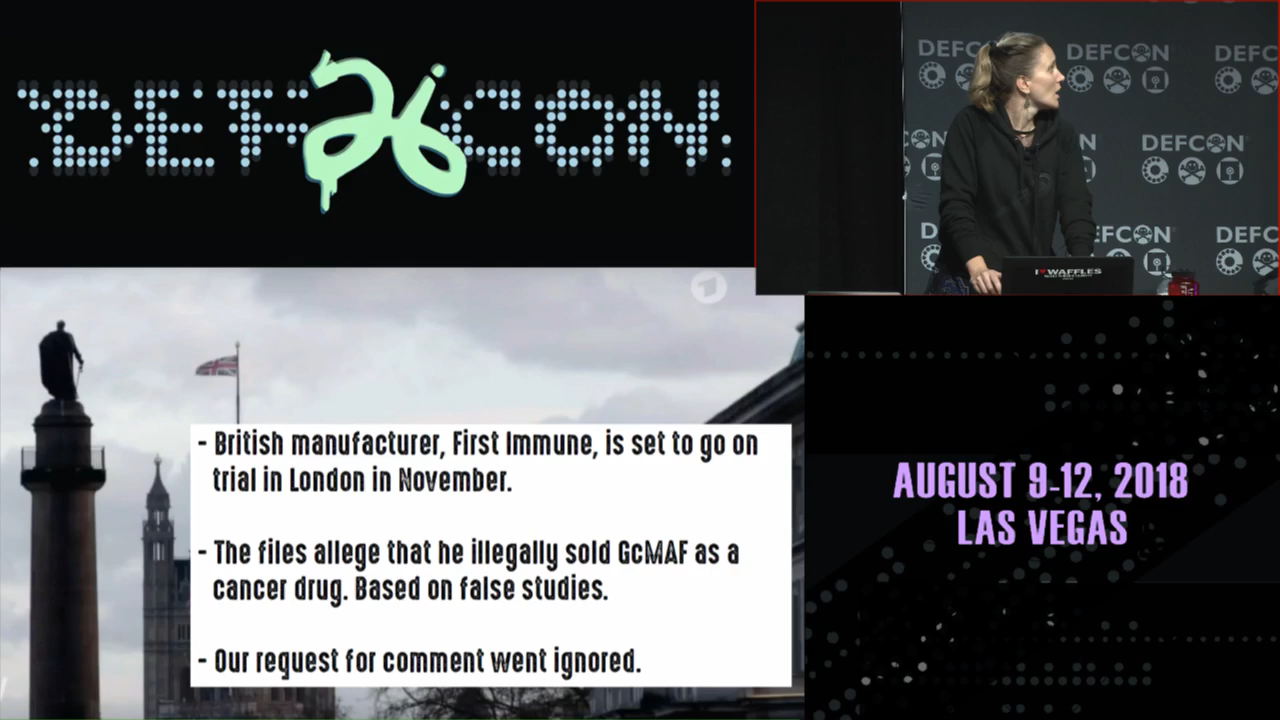 DEF26CON
DEFCON
DEFCON
DEFCON
DEFCON
I ♥ WAFFLES
- British manufacturer, First Immune, is set to go on
trial in London in November.
- The files allege that he illegally sold GcMAF as a
cancer drug. Based on false studies.
- Our request for comment went ignored.
AUGUST 9-12, 2018
LAS VEGAS